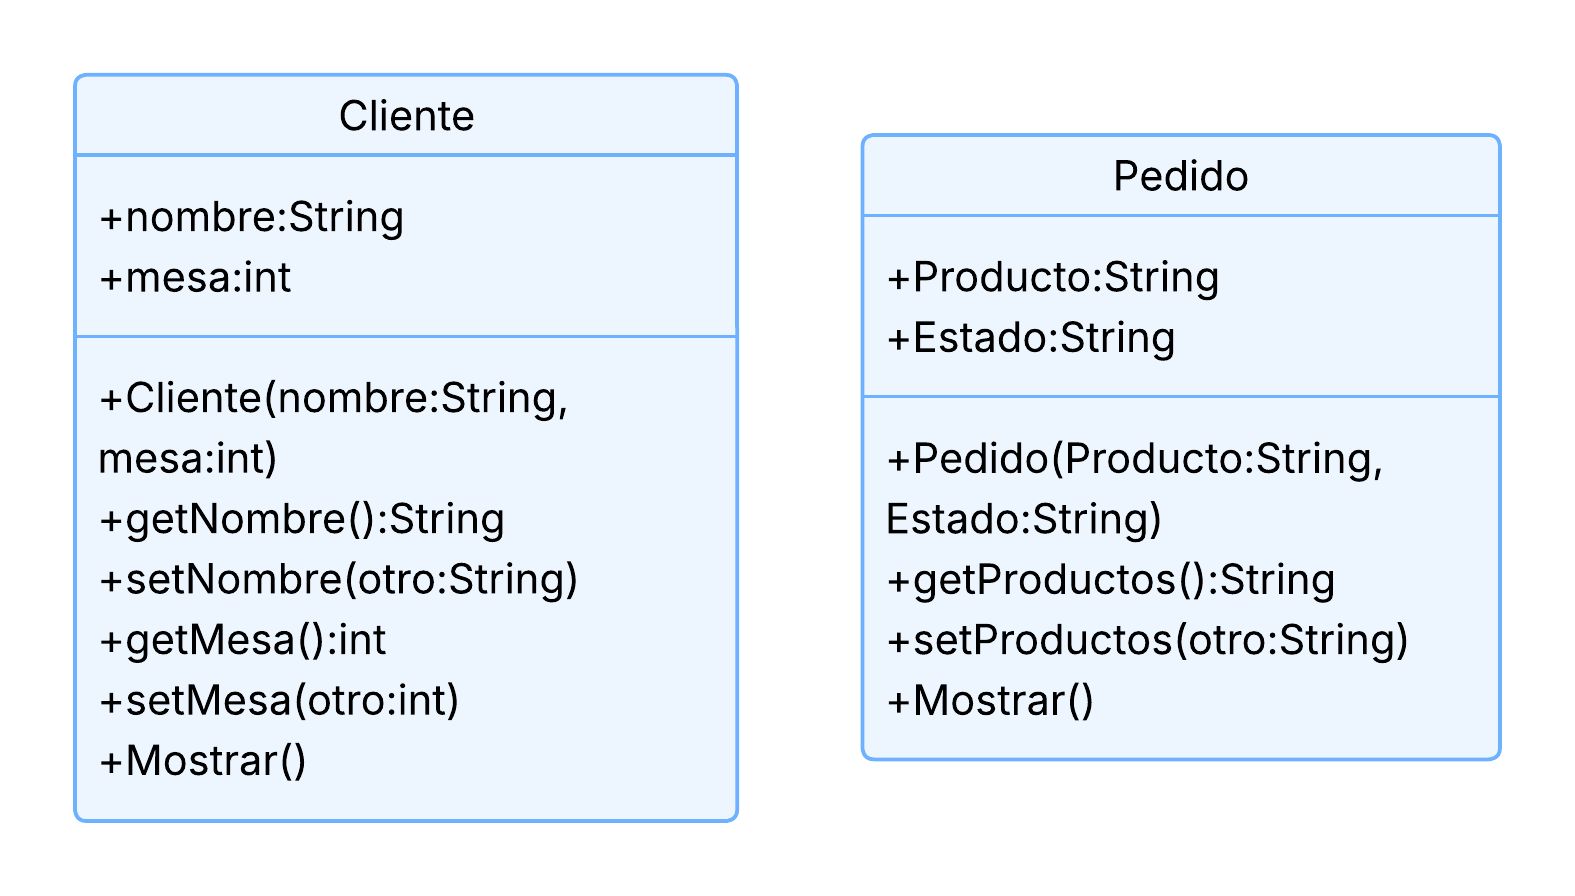 Cliente
+nombre:String
+mesa:int
+Cliente(nombre:String,
mesa:int)
+getNombre():String
+setNombre(otro:String)
+getMesa():int
+setMesa(otro:int)
+Mostrar()
Pedido
+Producto:String
+Estado:String
+Pedido(Producto:String,
Estado:String)
+getProductos():String
+setProductos(otro:String)
+Mostrar()